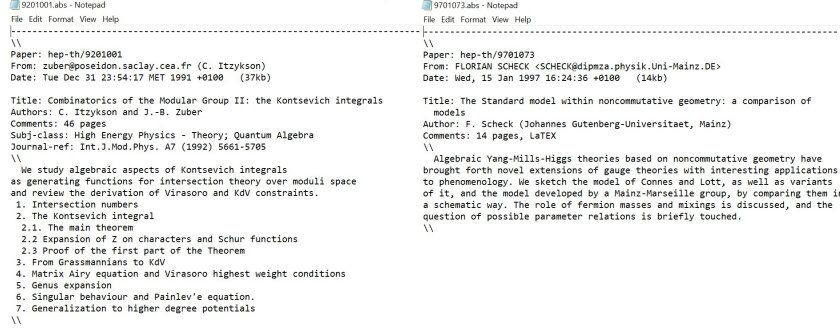 9201001.abs - Notepad
File Edit Format View Help
\\
Paper: hep-th/9201001
From: zuber@poseidon.saclay.cea.fr (C. Itzykson)
Date: Tue Dec 31 23:54:17 MET 1991 +0100   (37kb)
Title: Combinatorics of the Modular Group II: the Kontsevich integrals
Authors: C. Itzykson and J.-B. Zuber
Comments: 46 pages
Subj-class: High Energy Physics - Theory; Quantum Algebra
Journal-ref: Int.J.Mod.Phys. A7 (1992) 5661-5705
\\
We study algebraic aspects of Kontsevich integrals
as generating functions for intersection theory over moduli space
and review the derivation of Virasoro and KdV constraints.
1. Intersection numbers
2. The Kontsevich integral
2.1. The main theorem
2.2 Expansion of Z on characters and Schur functions
2.3 Proof of the first part of the Theorem
3. From Grassmannians to KdV
4. Matrix Airy equation and Virasoro highest weight conditions
5. Genus expansion
6. Singular behaviour and Painlev'e equation.
7. Generalization to higher degree potentials
\\
9701073.abs - Notepad
File Edit Format View Help
\\
Paper: hep-th/9701073
From: FLORIAN SCHECK <SCHECK@dipmza.physik.Uni-Mainz.DE>
Date: Wed, 15 Jan 1997 16:24:36 +0100   (14kb)
Title: The Standard model within noncommutative geometry: a comparison of
models
Author: F. Scheck (Johannes Gutenberg-Universitaet, Mainz)
Comments: 14 pages, LaTEX
\\
Algebraic Yang-Mills-Higgs theories based on noncommutative geometry have
brought forth novel extensions of gauge theories with interesting applications
to phenomenology. We sketch the model of Connes and Lott, as well as variants
of it, and the model developed by a Mainz-Marseille group, by comparing them in
a schematic way. The role of fermion masses and mixings is discussed, and the
question of possible parameter relations is briefly touched.
\\